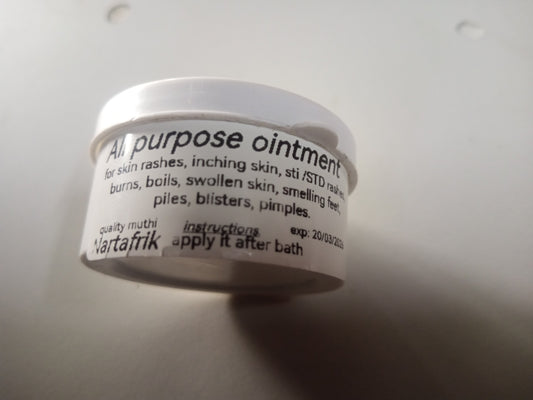 All purpose ointment
for skin rashes, inching skin, sti /STD rashes
burns, boils, swollen skin, smelling feet,
piles, blisters, pimples.
quality muthi
Nartafrik
instructions
apply it after bath
exp: 20/03/